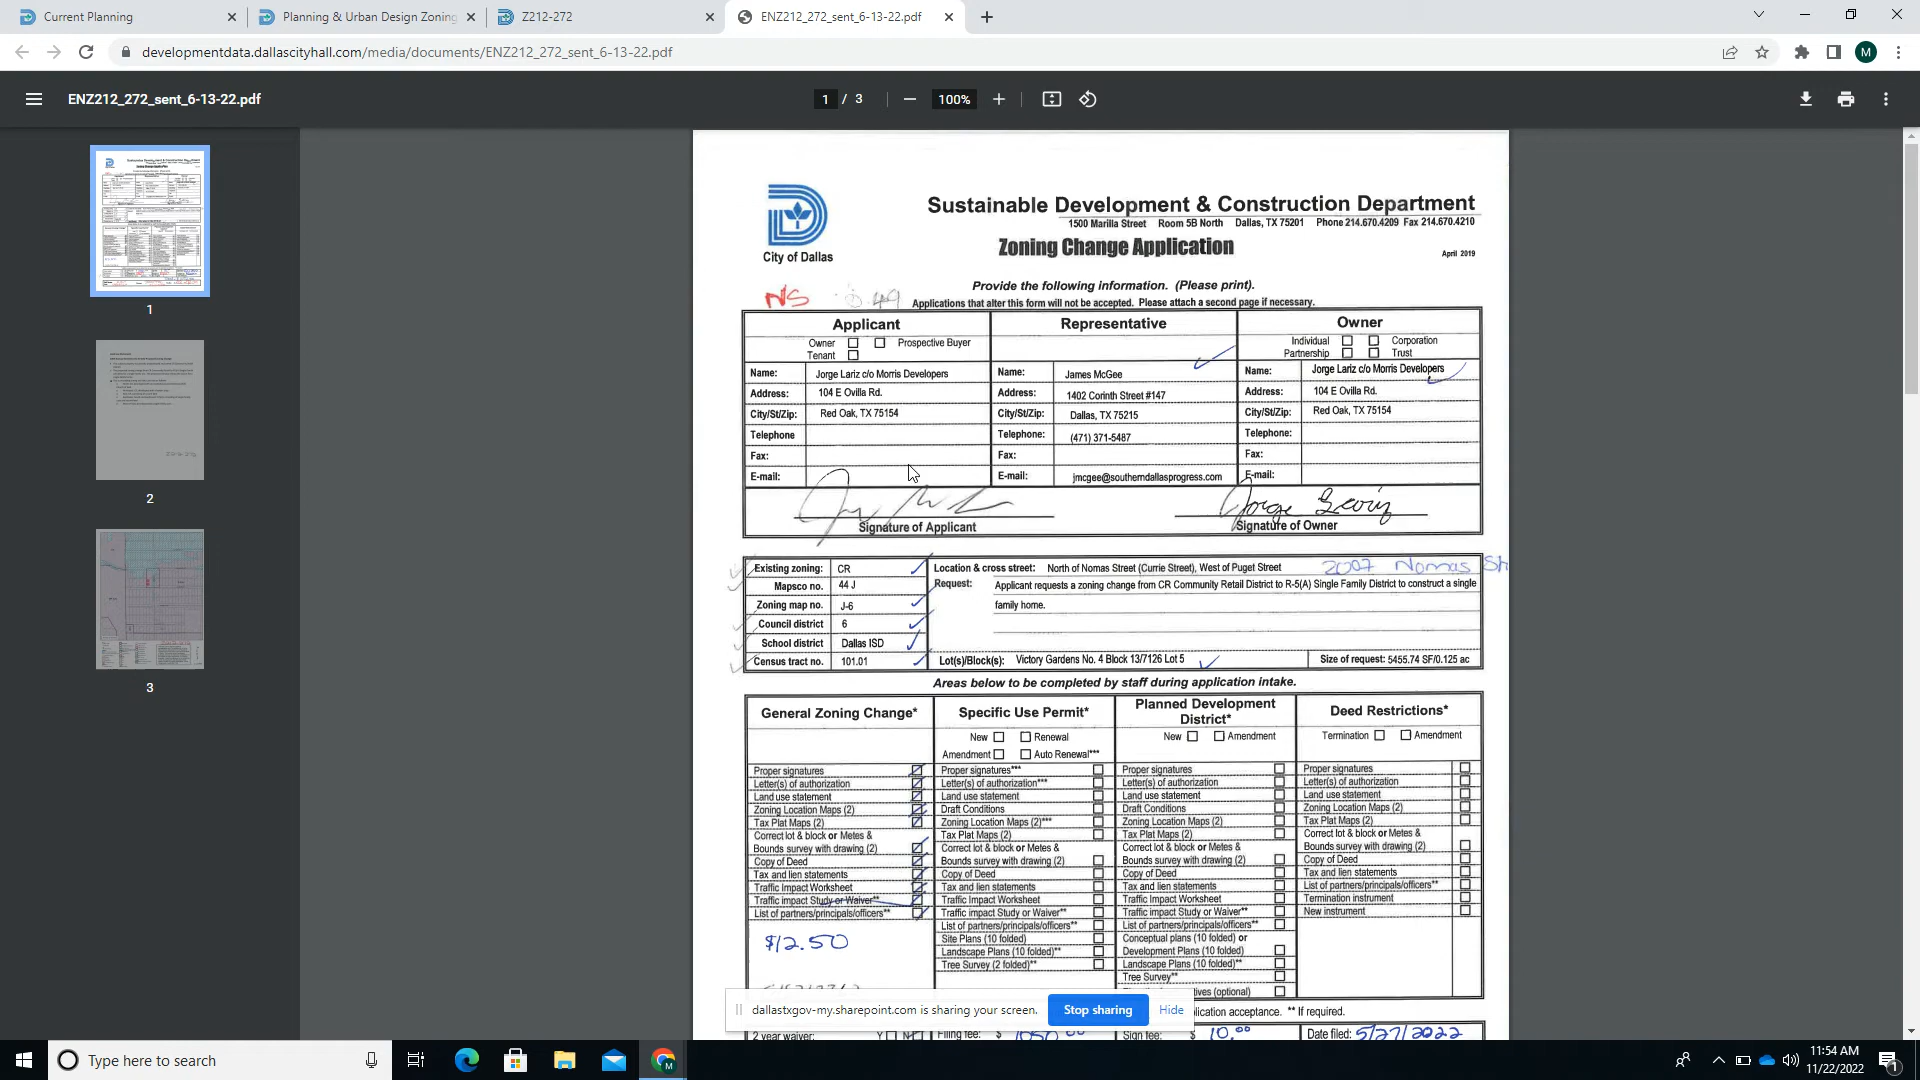 Current Planning
Planning & Urban Design Zoning
Z212-272
ENZ212_272_sent_6-13-22.pdf
developmentdata.dallascityhall.com/media/documents/ENZ212_272_sent_6-13-22.pdf
M
ENZ212_272_sent_6-13-22.pdf
1 / 3
100%
1
2
3
City of Dallas
Sustainable Development & Construction Department
1500 Marilla Street Room 5B North Dallas, TX 75201 Phone 214.670.4209 Fax 214.670.4210
Zoning Change Application
April 2019
NS
Provide the following information. (Please print).
Applications that alter this form will not be accepted. Please attach a second page if necessary.
Applicant
Owner Prospective Buyer
Tenant
Name: Jorge Lariz c/o Morris Developers
Address: 104 E Ovilla Rd.
City/St/Zip: Red Oak, TX 75154
Telephone
Fax:
E-mail:
Representative
Name: James McGee
Address: 1402 Corinth Street #147
City/St/Zip: Dallas, TX 75215
Telephone: (471) 371-5487
Fax:
E-mail: jmcgee@southerndallasprogress.com
Owner
Individual Corporation
Partnership Trust
Name: Jorge Lariz c/o Morris Developers
Address: 104 E Ovilla Rd.
City/St/Zip: Red Oak, TX 75154
Telephone:
Fax:
E-mail:
Signature of Applicant
Jorge
Signature of Owner
Existing zoning: CR
Mapsco no. 44 J
Zoning map no. J-6
Council district 6
School district Dallas ISD
Census tract no. 101.01
Location & cross street: North of Nomas Street (Currie Street), West of Puget Street 2007 Nomas St
Request: Applicant requests a zoning change from CR Community Retail District to R-5(A) Single Family District to construct a single
family home.
Lot(s)/Block(s): Victory Gardens No. 4 Block 13/7126 Lot 5
Size of request: 5455.74 SF/0.125 ac
Areas below to be completed by staff during application intake.
General Zoning Change*
Proper signatures
Letter(s) of authorization
Land use statement
Zoning Location Maps (2)
Tax Plat Maps (2)
Correct lot & block or Metes &
Bounds survey with drawing (2)
Copy of Deed
Tax and lien statements
Traffic Impact Worksheet
Traffic impact Study or Waiver**
List of partners/principals/officers**
$12.50
Specific Use Permit*
New Renewal
Amendment Auto Renewal***
Proper signatures***
Letter(s) of authorization***
Land use statement
Draft Conditions
Zoning Location Maps (2)***
Tax Plat Maps (2)
Correct lot & block or Metes &
Bounds survey with drawing (2)
Copy of Deed
Tax and lien statements
Traffic Impact Worksheet
Traffic impact Study or Waiver**
List of partners/principals/officers**
Site Plans (10 folded)
Landscape Plans (10 folded)**
Tree Survey (2 folded)**
Planned Development
District*
New Amendment
Proper signatures
Letter(s) of authorization
Land use statement
Draft Conditions
Zoning Location Maps (2)
Tax Plat Maps (2)
Correct lot & block or Metes &
Bounds survey with drawing (2)
Copy of Deed
Tax and lien statements
Traffic Impact Worksheet
Traffic impact Study or Waiver**
List of partners/principals/officers**
Conceptual plans (10 folded) or
Development Plans (10 folded)
Landscape Plans (10 folded)**
Tree Survey**
tives (optional)
Deed Restrictions*
Termination Amendment
Proper signatures
Letter(s) of authorization
Land use statement
Zoning Location Maps (2)
Tax Plat Maps (2)
Correct lot & block or Metes &
Bounds survey with drawing (2)
Copy of Deed
Tax and lien statements
List of partners/principals/officers**
Termination instrument
New instrument
plication acceptance. ** If required.
2 year waiver: Y N Filing fee: $ 1050.00 Sign fee: $ 10.00 Date filed: 5/27/2022
dallastxgov-my.sharepoint.com is sharing your screen.
Stop sharing
Hide
Type here to search
M
11:54 AM
11/22/2022
1